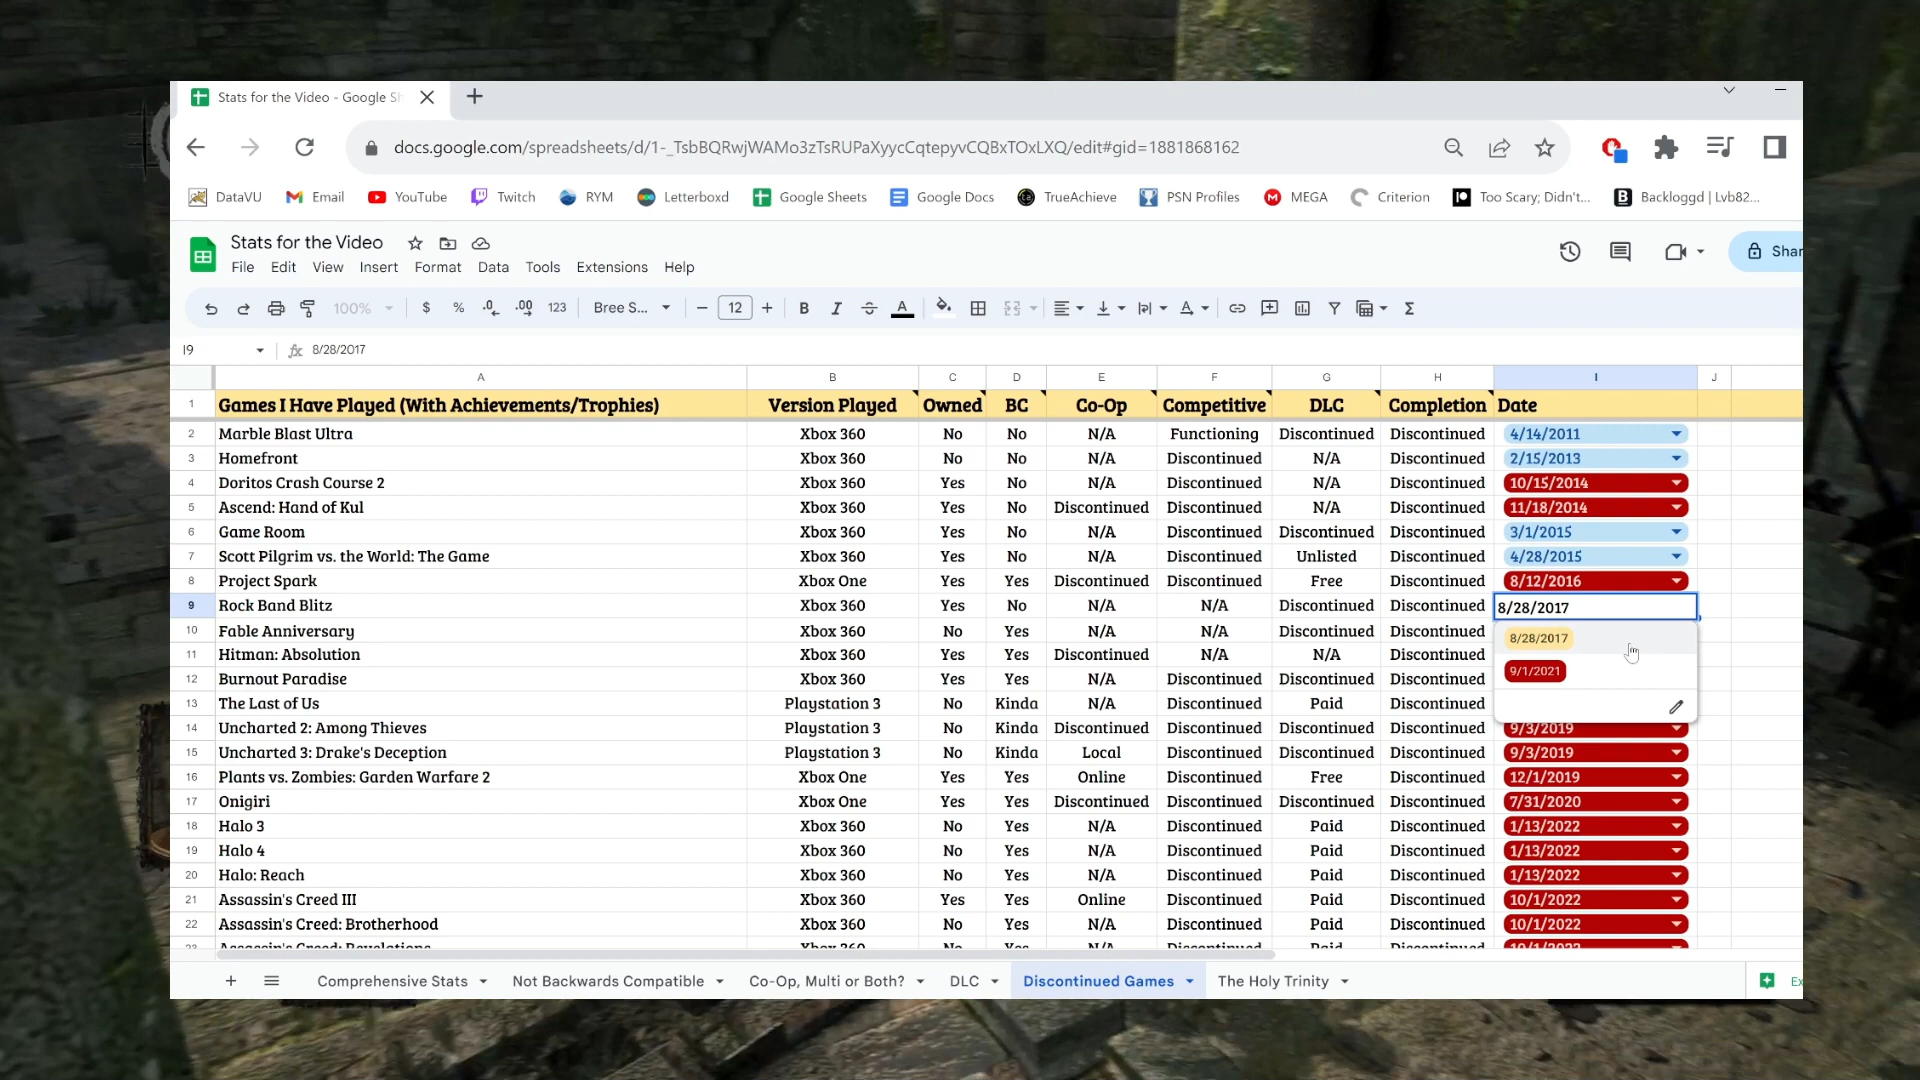 Stats for the Video - Google Sh
docs.google.com/spreadsheets/d/1-_TsbBQRwjWAMo3zTsRUPaXyycCqtepyvCQBxTOxLXQ/edit#gid=1881868162
DataVU Email YouTube Twitch RYM Letterboxd Google Sheets Google Docs TrueAchieve PSN Profiles MEGA Criterion Too Scary; Didn't... Backloggd | Lvb82...
Stats for the Video
File Edit View Insert Format Data Tools Extensions Help
Shar
100% $ % .0 .00 123 Bree S... 12 B I A
I9 fx 8/28/2017
A B C D E F G H I J
1 Games I Have Played (With Achievements/Trophies) Version Played Owned BC Co-Op Competitive DLC Completion Date
2 Marble Blast Ultra Xbox 360 No No N/A Functioning Discontinued Discontinued 4/14/2011
3 Homefront Xbox 360 No No N/A Discontinued N/A Discontinued 2/15/2013
4 Doritos Crash Course 2 Xbox 360 Yes No N/A Discontinued N/A Discontinued 10/15/2014
5 Ascend: Hand of Kul Xbox 360 Yes No Discontinued Discontinued N/A Discontinued 11/18/2014
6 Game Room Xbox 360 Yes No N/A Discontinued Discontinued Discontinued 3/1/2015
7 Scott Pilgrim vs. the World: The Game Xbox 360 Yes No N/A Discontinued Unlisted Discontinued 4/28/2015
8 Project Spark Xbox One Yes Yes Discontinued Discontinued Free Discontinued 8/12/2016
9 Rock Band Blitz Xbox 360 Yes No N/A N/A Discontinued Discontinued 8/28/2017
10 Fable Anniversary Xbox 360 No Yes N/A N/A Discontinued Discontinued 8/28/2017
11 Hitman: Absolution Xbox 360 Yes Yes Discontinued N/A N/A Discontinued 9/1/2021
12 Burnout Paradise Xbox 360 Yes Yes N/A Discontinued Discontinued Discontinued
13 The Last of Us Playstation 3 No Kinda N/A Discontinued Paid Discontinued
14 Uncharted 2: Among Thieves Playstation 3 No Kinda Discontinued Discontinued Discontinued Discontinued 9/3/2019
15 Uncharted 3: Drake's Deception Playstation 3 No Kinda Local Discontinued Discontinued Discontinued 9/3/2019
16 Plants vs. Zombies: Garden Warfare 2 Xbox One Yes Yes Online Discontinued Free Discontinued 12/1/2019
17 Onigiri Xbox One Yes Yes Discontinued Discontinued Discontinued Discontinued 7/31/2020
18 Halo 3 Xbox 360 No Yes N/A Discontinued Paid Discontinued 1/13/2022
19 Halo 4 Xbox 360 No Yes N/A Discontinued Paid Discontinued 1/13/2022
20 Halo: Reach Xbox 360 No Yes N/A Discontinued Paid Discontinued 1/13/2022
21 Assassin's Creed III Xbox 360 Yes Yes Online Discontinued Paid Discontinued 10/1/2022
22 Assassin's Creed: Brotherhood Xbox 360 No Yes N/A Discontinued Paid Discontinued 10/1/2022
23 Assassin's Creed: Revelations Xbox 360 No Yes N/A Discontinued Paid Discontinued 10/1/2022
Comprehensive Stats Not Backwards Compatible Co-Op, Multi or Both? DLC Discontinued Games The Holy Trinity Ex